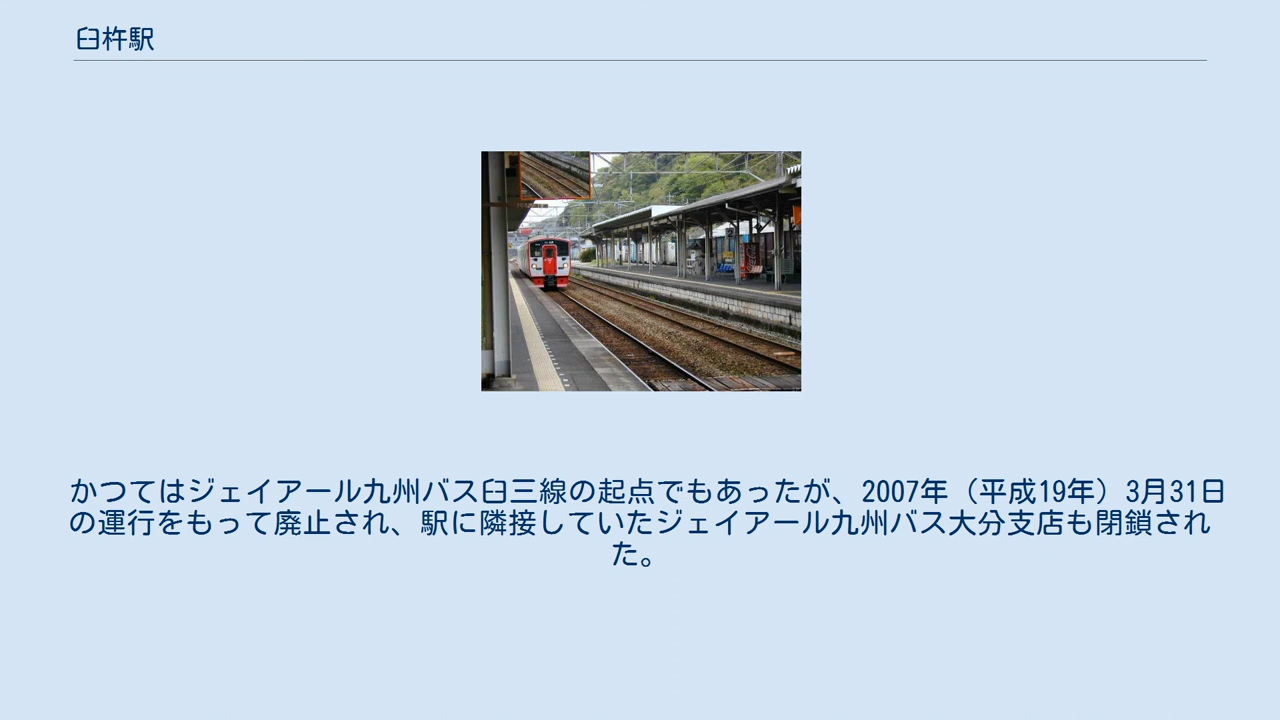 臼杵駅
かつてはジェイアール九州バス臼三線の起点でもあったが、2007年（平成19年）3月31日
の運行をもって廃止され、駅に隣接していたジェイアール九州バス大分支店も閉鎖され
た。